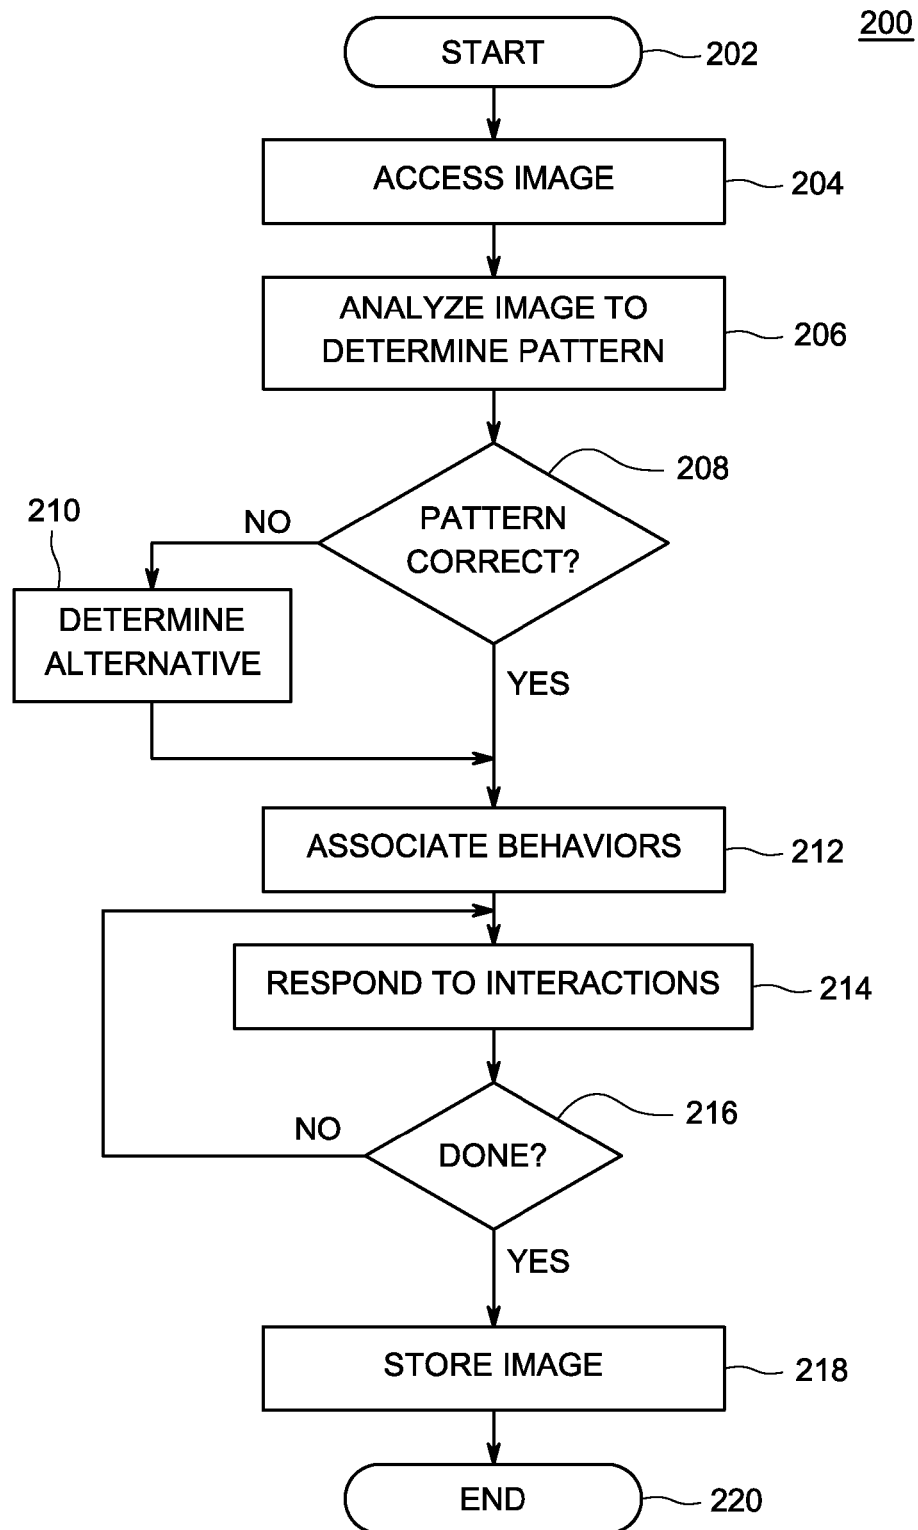 200
START
202
ACCESS IMAGE
204
ANALYZE IMAGE TO
DETERMINE PATTERN
206
208
PATTERN
CORRECT?
NO
210
DETERMINE
ALTERNATIVE
YES
ASSOCIATE BEHAVIORS
212
RESPOND TO INTERACTIONS
214
216
DONE?
NO
YES
STORE IMAGE
218
END
220